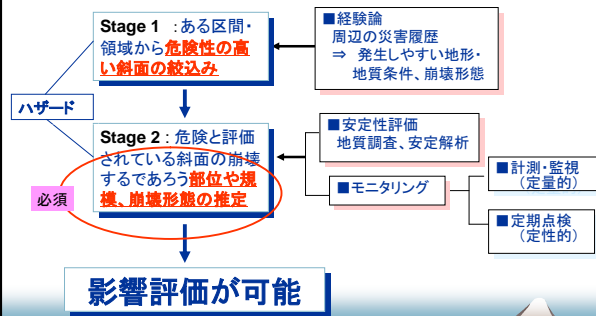 Stage 1 ：ある区間・
領域から危険性の高
い斜面の絞込み
■経験論
周辺の災害履歴
⇒ 発生しやすい地形・
地質条件、崩壊形態
ハザード
Stage 2：危険と評価
されている斜面の崩壊
するであろう部位や規
模、崩壊形態の推定
必須
■安定性評価
地質調査、安定解析
■モニタリング
■計測・監視
（定量的）
■定期点検
（定性的）
影響評価が可能